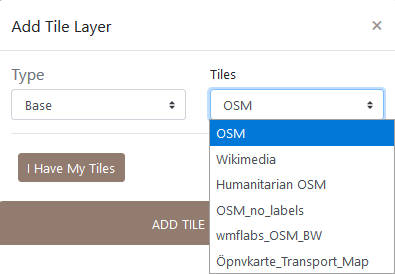 Add Tile Layer ×
Type
Tiles
Base
OSM
OSM
Wikimedia
Humanitarian OSM
OSM_no_labels
wmflabs_OSM_BW
Öpnvkarte_Transport_Map
I Have My Tiles
ADD TILE